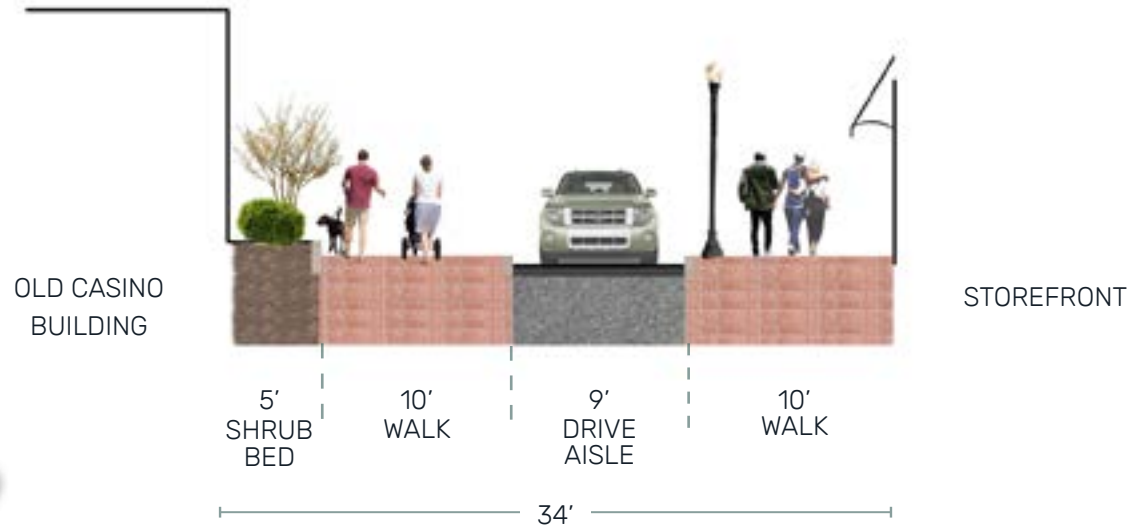 OLD CASINO
BUILDING
STOREFRONT
5’
SHRUB
BED
10’
WALK
9’
DRIVE
AISLE
10’
WALK
34’